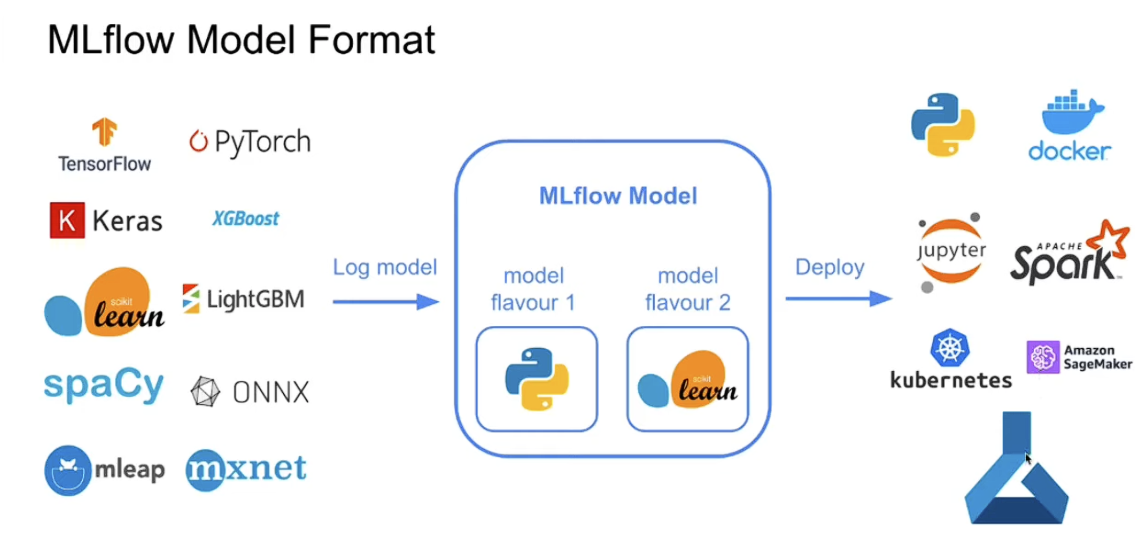 MLflow Model Format
TensorFlow
PyTorch
K Keras
XGBoost
scikit
learn
LightGBM
spaCy
ONNX
mleap
mxnet
Log model
MLflow Model
model
flavour 1
model
flavour 2
scikit
learn
Deploy
docker
jupyter
APACHE
Spark
kubernetes
Amazon
SageMaker